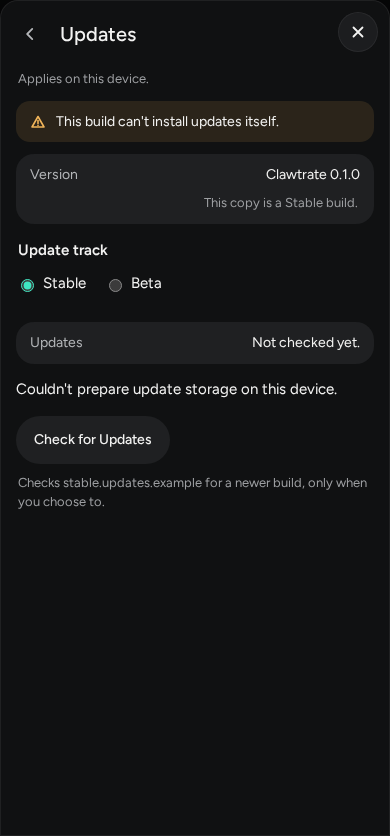 Updates
Applies on this device.
This build can't install updates itself.
Version
Clawtrate 0.1.0
This copy is a Stable build.
Update track
Stable
Beta
Updates
Not checked yet.
Couldn't prepare update storage on this device.
Check for Updates
Checks stable.updates.example for a newer build, only when
you choose to.